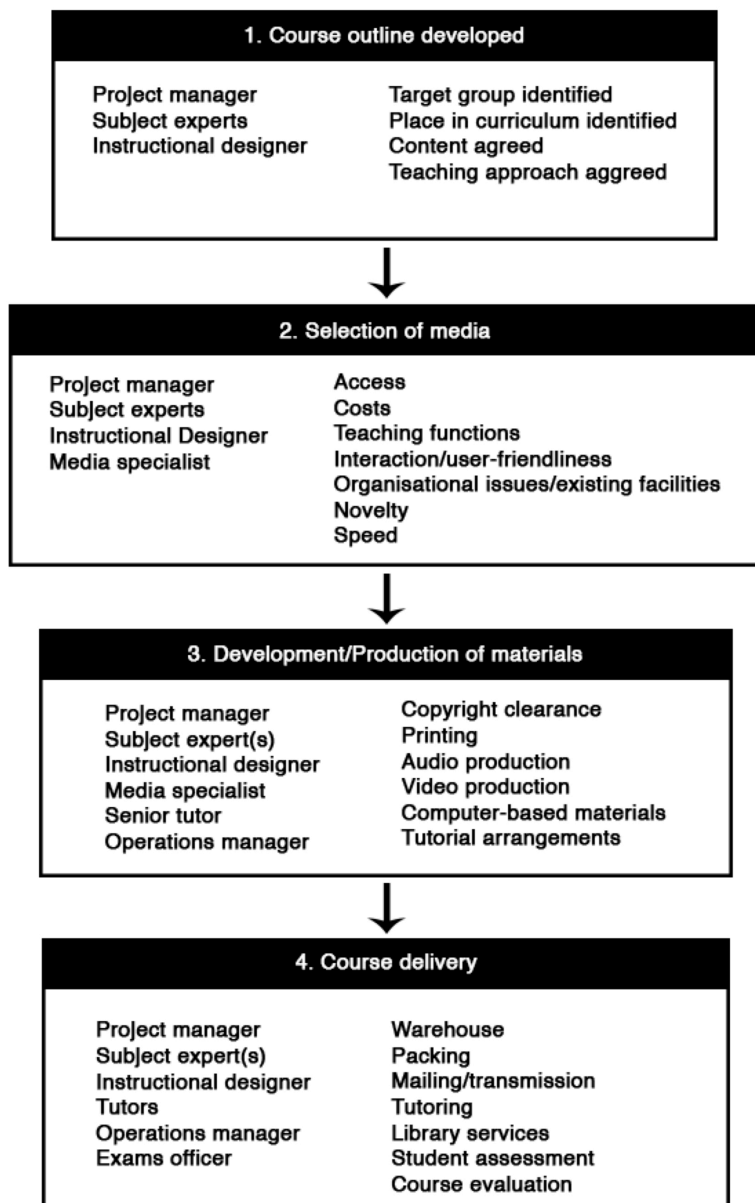 1. Course outline developed
Project manager
Subject experts
Instructional designer
Target group identified
Place in curriculum identified
Content agreed
Teaching approach aggreed
2. Selection of media
Project manager
Subject experts
Instructional Designer
Media specialist
Access
Costs
Teaching functions
Interaction/user-friendliness
Organisational issues/existing facilities
Novelty
Speed
3. Development/Production of materials
Project manager
Subject expert(s)
Instructional designer
Media specialist
Senior tutor
Operations manager
Copyright clearance
Printing
Audio production
Video production
Computer-based materials
Tutorial arrangements
4. Course delivery
Project manager
Subject expert(s)
Instructional designer
Tutors
Operations manager
Exams officer
Warehouse
Packing
Mailing/transmission
Tutoring
Library services
Student assessment
Course evaluation